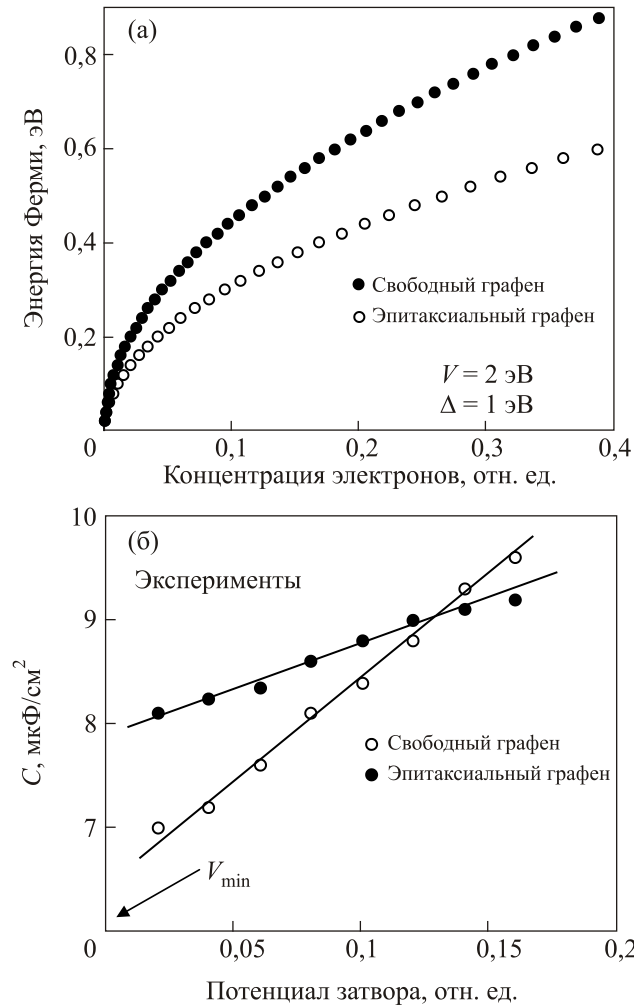 (а)
0,8
0,6
0,4
0,2
Энергия Ферми, эВ
Свободный графен
Эпитаксиальный графен
V = 2 эВ
Δ = 1 эВ
0 0,1 0,2 0,3 0,4
Концентрация электронов, отн. ед.
10
(б)
Эксперименты
9
8
7
0
C, мкФ/см²
Свободный графен
Эпитаксиальный графен
Vmin
0,05 0,1 0,15 0,2
Потенциал затвора, отн. ед.